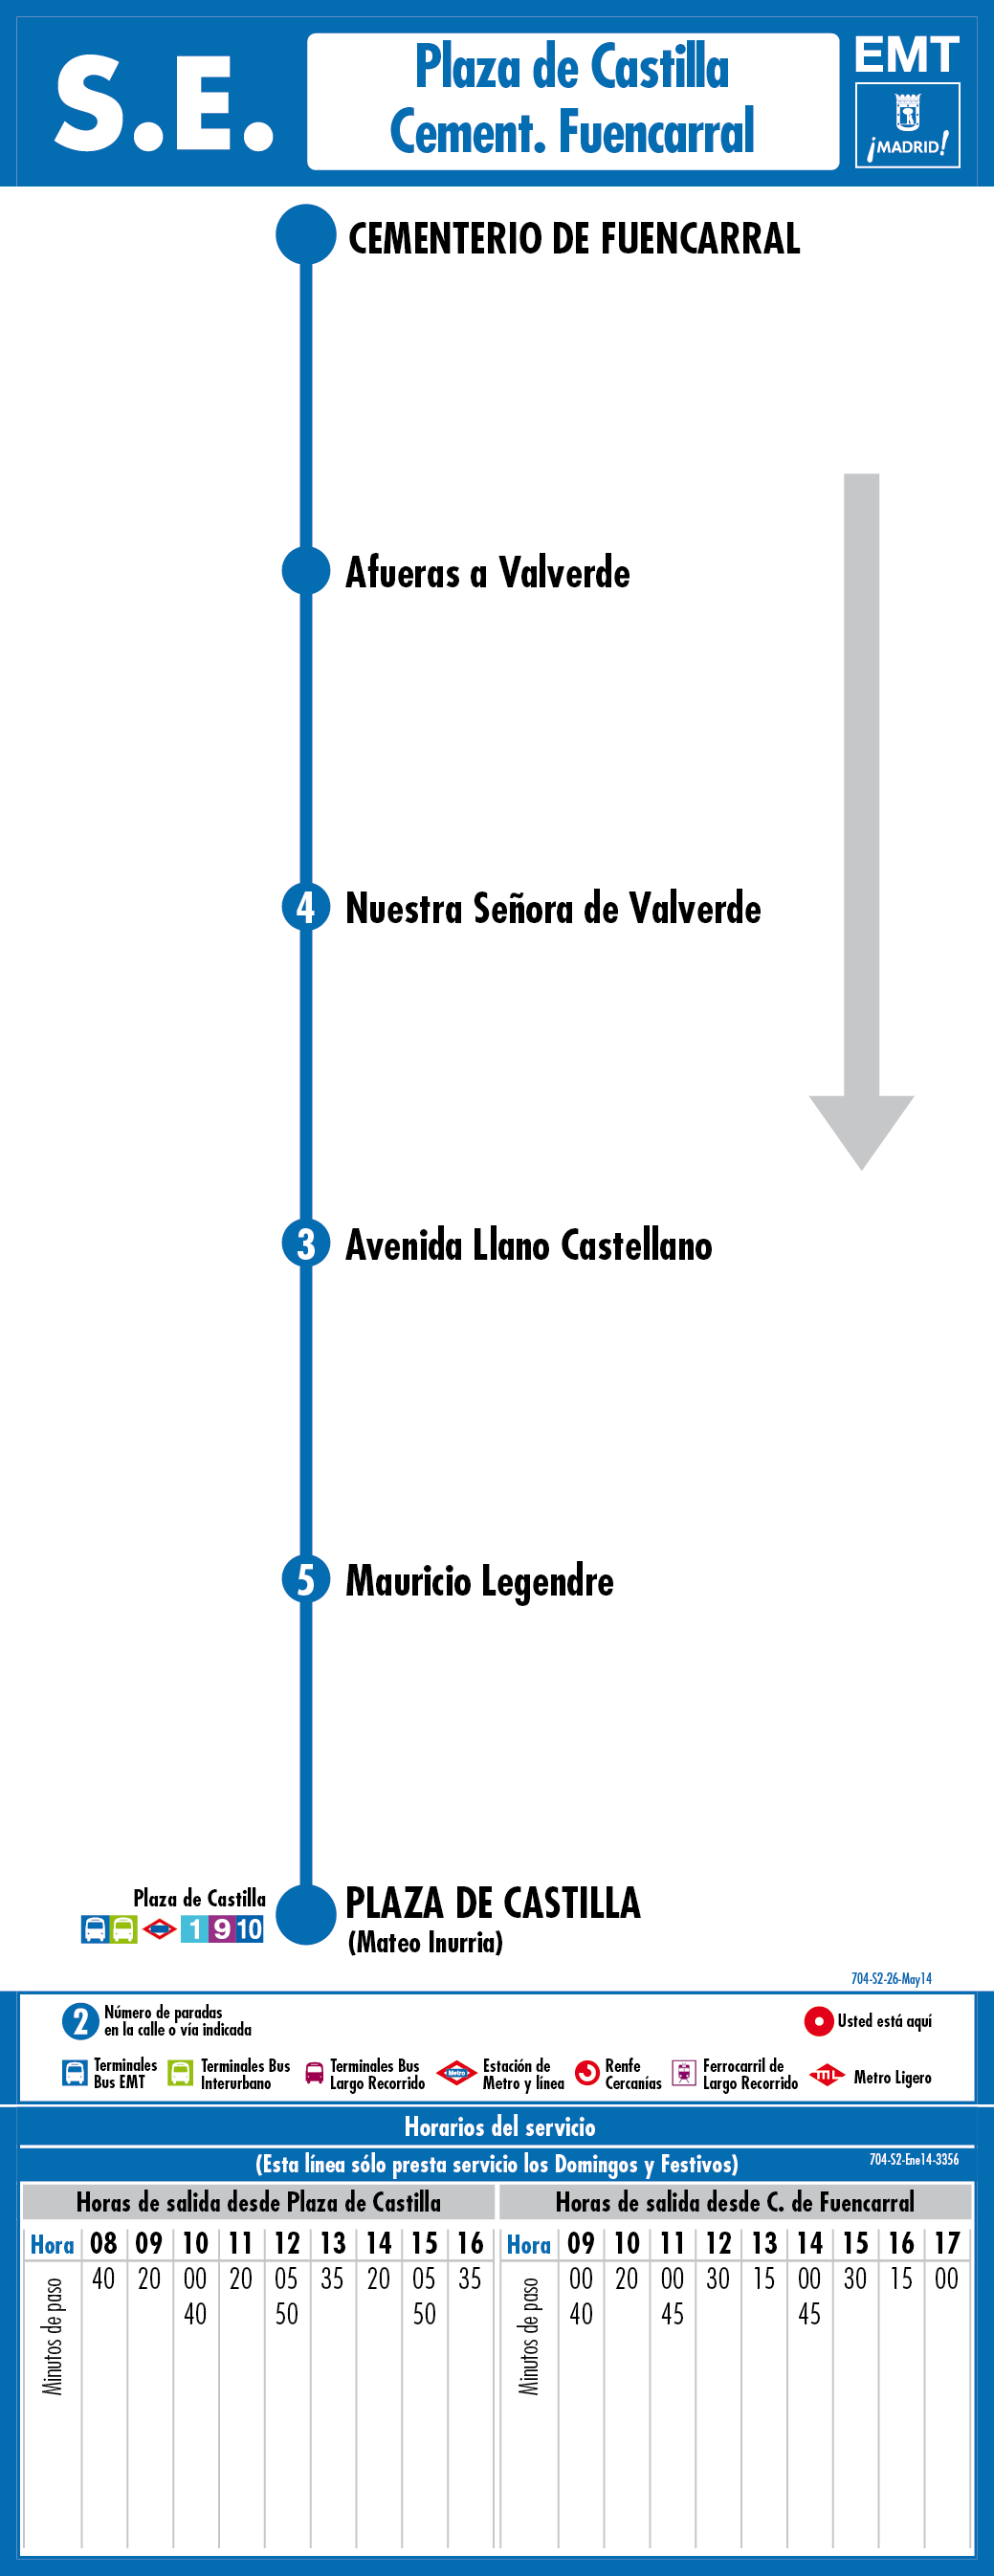 S.E.
Plaza de Castilla
Cement. Fuencarral
EMT
¡MADRID!
CEMENTERIO DE FUENCARRAL
Afueras a Valverde
4 Nuestra Señora de Valverde
3 Avenida Llano Castellano
5 Mauricio Legendre
Plaza de Castilla
1 9 10
PLAZA DE CASTILLA
(Mateo Inurria)
704-S2-26-May14
2 Número de paradas
en la calle o vía indicada
Usted está aquí
Terminales
Bus EMT
Terminales Bus
Interurbano
Terminales Bus
Largo Recorrido
Metro
Estación de
Metro y línea
Renfe
Cercanías
Ferrocarril de
Largo Recorrido
ML
Metro Ligero
Horarios del servicio
(Esta línea sólo presta servicio los Domingos y Festivos)
704-S2-Ene14-3356
Horas de salida desde Plaza de Castilla
Hora 08 09 10 11 12 13 14 15 16
Minutos de paso
40 20 00 20 05 35 20 05 35
40 50 50
Horas de salida desde C. de Fuencarral
Hora 09 10 11 12 13 14 15 16 17
Minutos de paso
00 20 00 30 15 00 30 15 00
40 45 45